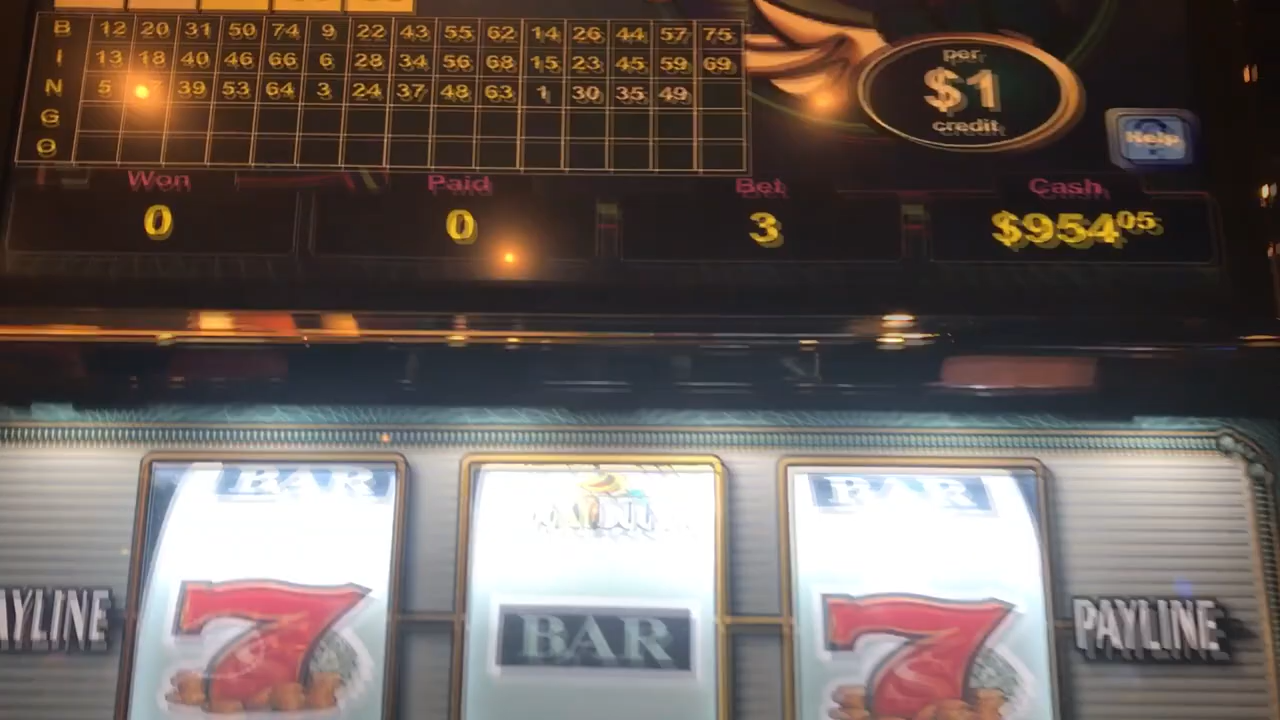 B 12 20 31 50 74 9 22 43 55 62 14 26 44 57 75
I 13 18 40 46 66 6 28 34 56 68 15 23 45 59 69
N 5 39 53 64 3 24 37 48 63 1 30 35 49
G
O
per
$1
credit
Help
Won Paid Bet Cash
0 0 3 $954.05
BAR BAR
7 BAR 7
PAYLINE PAYLINE